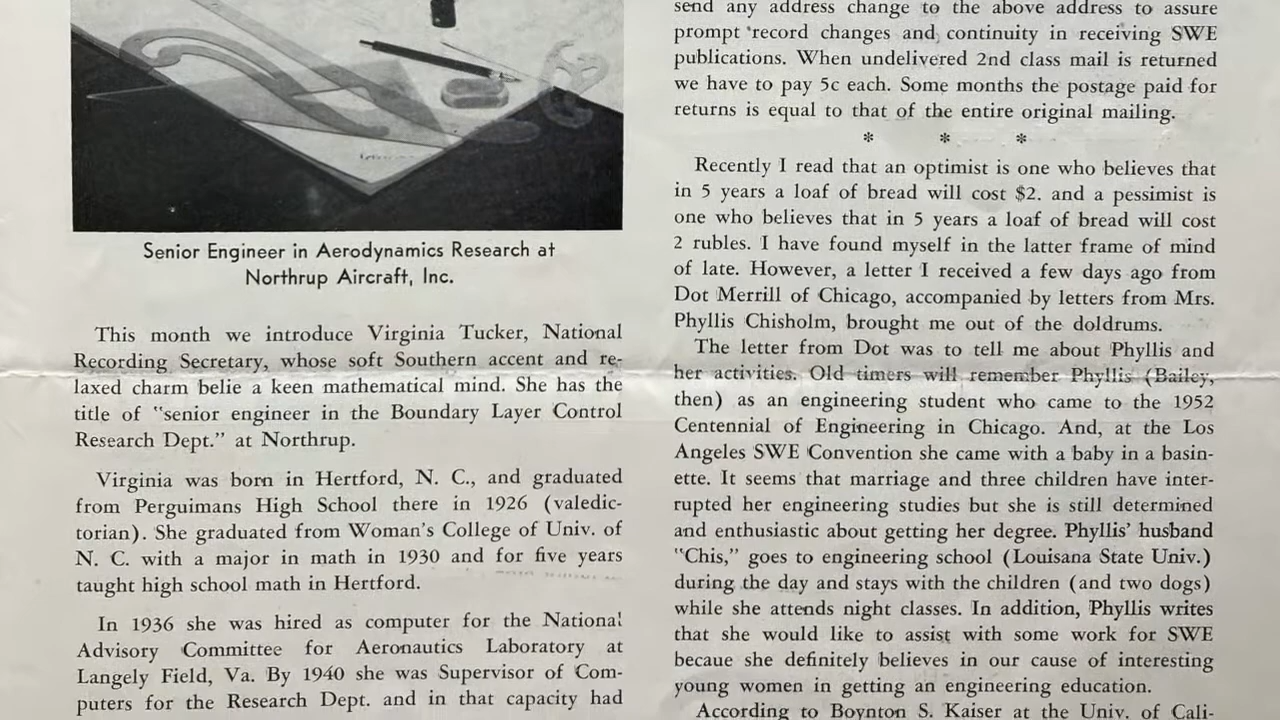 Senior Engineer in Aerodynamics Research at
Northrup Aircraft, Inc.
This month we introduce Virginia Tucker, National
Recording Secretary, whose soft Southern accent and re-
laxed charm belie a keen mathematical mind. She has the
title of "senior engineer in the Boundary Layer Control
Research Dept." at Northrup.
Virginia was born in Hertford, N. C., and graduated
from Perguimans High School there in 1926 (valedic-
torian). She graduated from Woman's College of Univ. of
N. C. with a major in math in 1930 and for five years
taught high school math in Hertford.
In 1936 she was hired as computer for the National
Advisory Committee for Aeronautics Laboratory at
Langely Field, Va. By 1940 she was Supervisor of Com-
puters for the Research Dept. and in that capacity had
send any address change to the above address to assure
prompt record changes and continuity in receiving SWE
publications. When undelivered 2nd class mail is returned
we have to pay 5c each. Some months the postage paid for
returns is equal to that of the entire original mailing.
* * *
Recently I read that an optimist is one who believes that
in 5 years a loaf of bread will cost $2. and a pessimist is
one who believes that in 5 years a loaf of bread will cost
2 rubles. I have found myself in the latter frame of mind
of late. However, a letter I received a few days ago from
Dot Merrill of Chicago, accompanied by letters from Mrs.
Phyllis Chisholm, brought me out of the doldrums.
The letter from Dot was to tell me about Phyllis and
her activities. Old timers will remember Phyllis (Bailey,
then) as an engineering student who came to the 1952
Centennial of Engineering in Chicago. And, at the Los
Angeles SWE Convention she came with a baby in a basin-
ette. It seems that marriage and three children have inter-
rupted her engineering studies but she is still determined
and enthusiastic about getting her degree. Phyllis' husband
"Chis," goes to engineering school (Louisana State Univ.)
during the day and stays with the children (and two dogs)
while she attends night classes. In addition, Phyllis writes
that she would like to assist with some work for SWE
becaue she definitely believes in our cause of interesting
young women in getting an engineering education.
According to Boynton S. Kaiser at the Univ. of Cali-